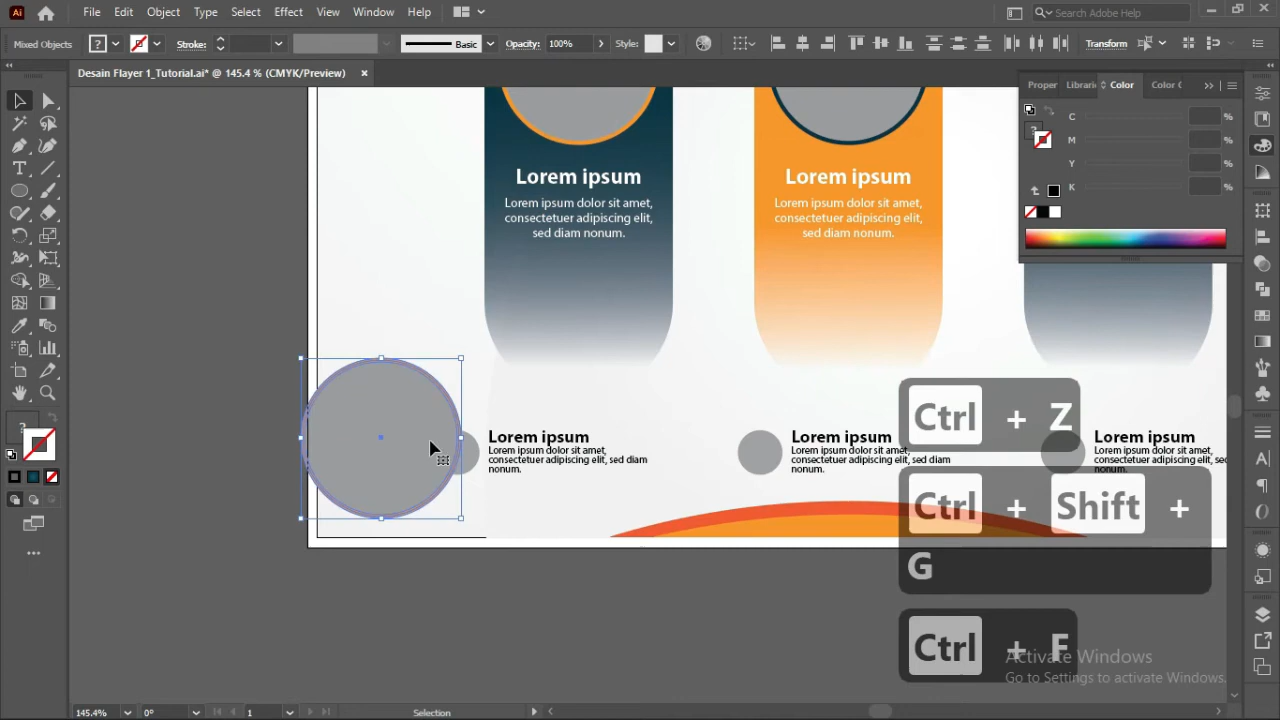 Ai File Edit Object Type Select Effect View Window Help Search Adobe Help
Mixed Objects ? Stroke: Basic Opacity: 100% Style: Transform
Desain Flayer 1_Tutorial.ai* @ 145.4 % (CMYK/Preview) ×
Proper Librari Color Color C
C %
M %
Y %
K %
?
Lorem ipsum
Lorem ipsum dolor sit amet,
consectetuer adipiscing elit,
sed diam nonum.
Lorem ipsum
Lorem ipsum dolor sit amet,
consectetuer adipiscing elit,
sed diam nonum.
Lorem ipsum
Lorem ipsum dolor sit amet,
consectetuer adipiscing elit, sed diam
nonum.
Lorem ipsum
Lorem ipsum dolor sit amet,
consectetuer adipiscing elit, sed diam
nonum.
Lorem ipsum
Lorem ipsum dolor sit amet,
consectetuer adipiscing elit, sed
nonum.
Ctrl + Z
Ctrl + Shift +
G
Ctrl + F
Activate Windows
Go to Settings to activate Windows.
?
145.4% 0° 1 Selection